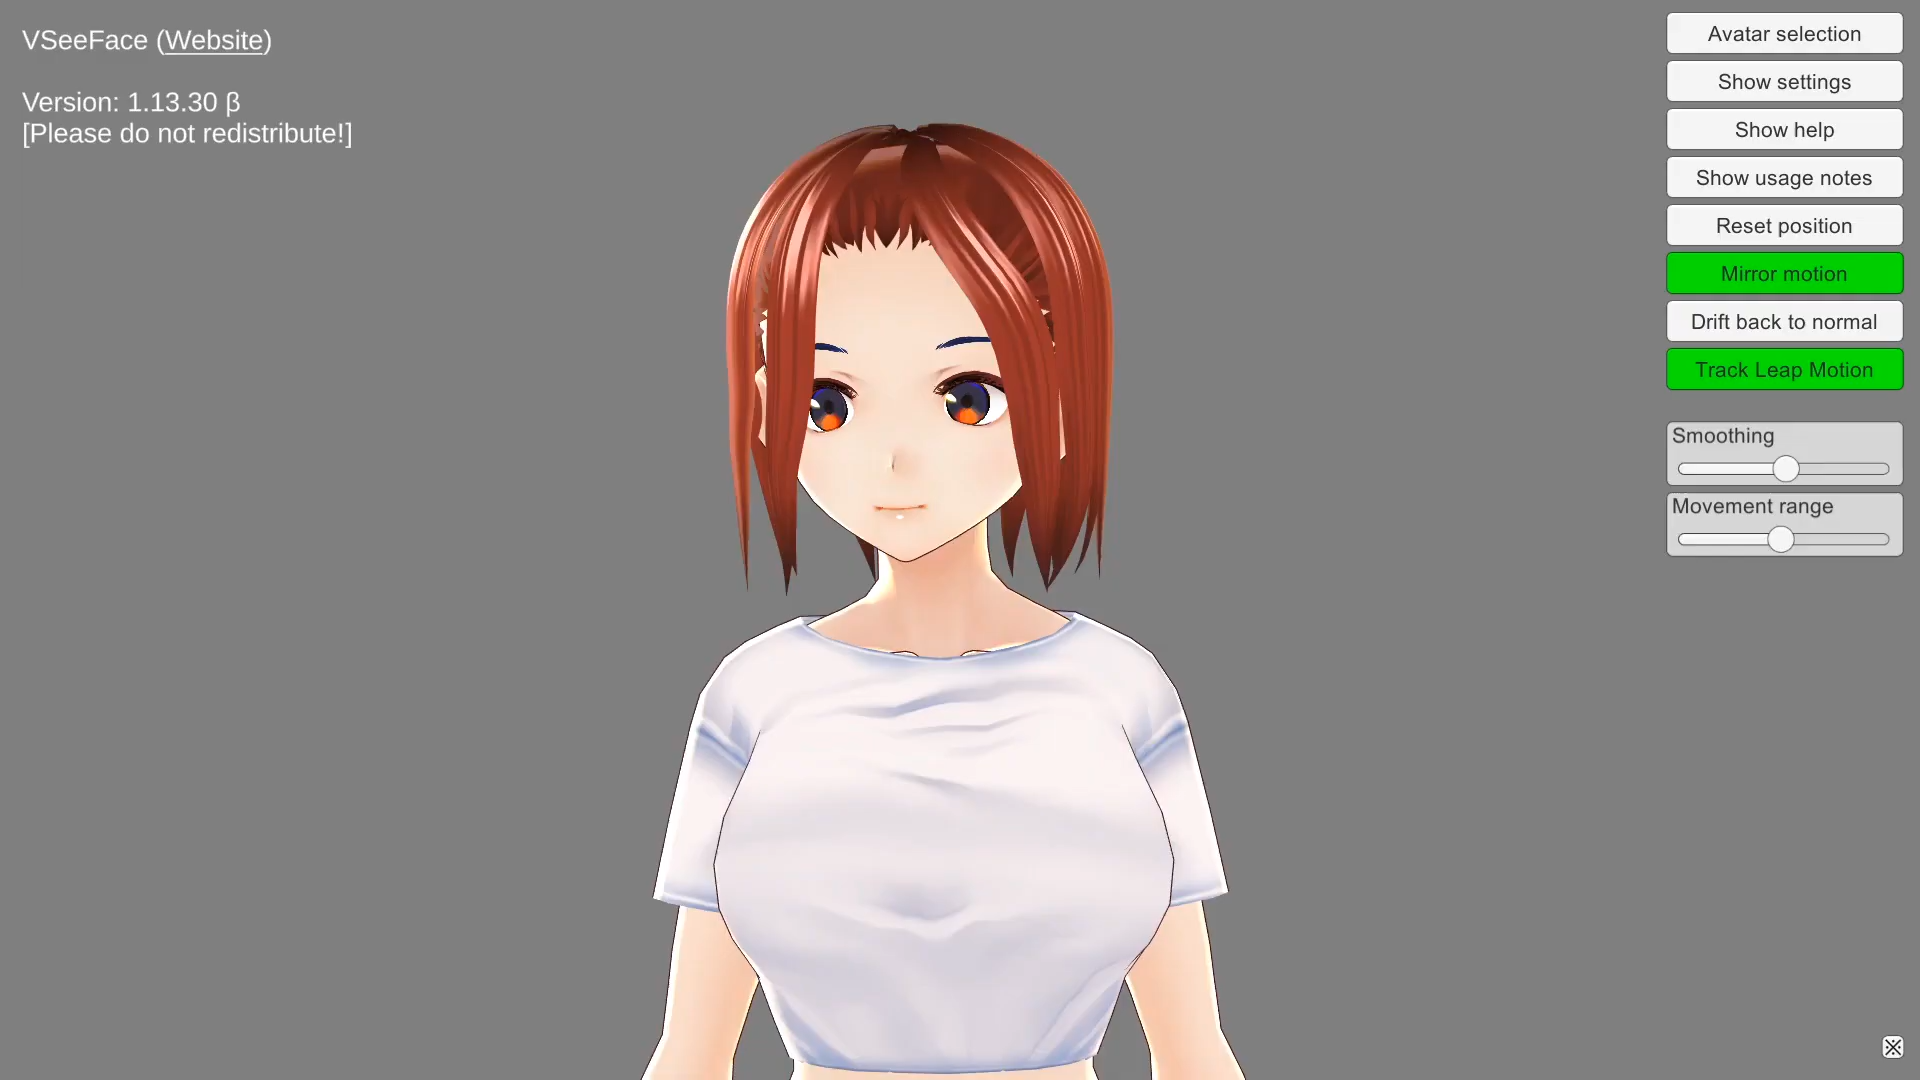 VSeeFace (Website)
Version: 1.13.30 β
[Please do not redistribute!]
Avatar selection
Show settings
Show help
Show usage notes
Reset position
Mirror motion
Drift back to normal
Track Leap Motion
Smoothing
Movement range
※